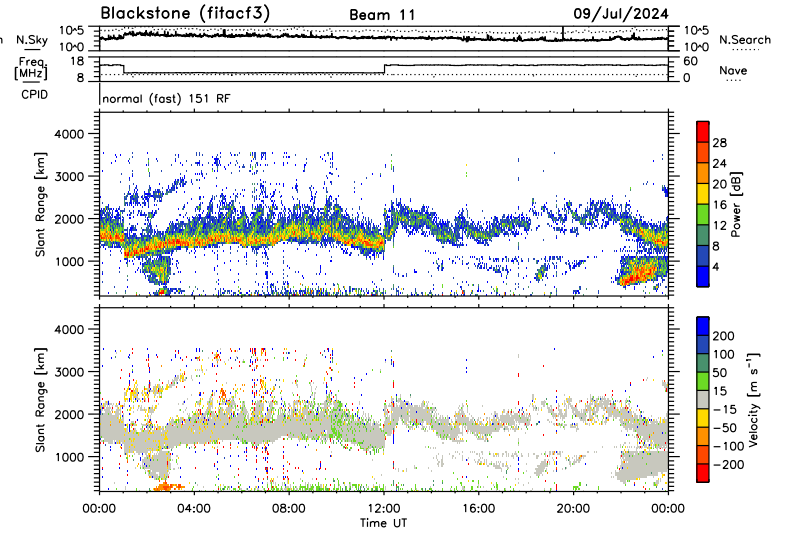 Blackstone (fitacf3)
Beam 11
09/Jul/2024
N.Sky
10^5
10^0
10^5
10^0
N.Search
Freq.
[MHz]
18
8
60
0
Nave
CPID
normal (fast) 151 RF
Slant Range [km]
4000
3000
2000
1000
28
24
20
16
12
8
4
Power [dB]
Slant Range [km]
4000
3000
2000
1000
200
100
50
15
-15
-50
-100
-200
Velocity [m s⁻¹]
00:00 04:00 08:00 12:00 16:00 20:00 00:00
Time UT